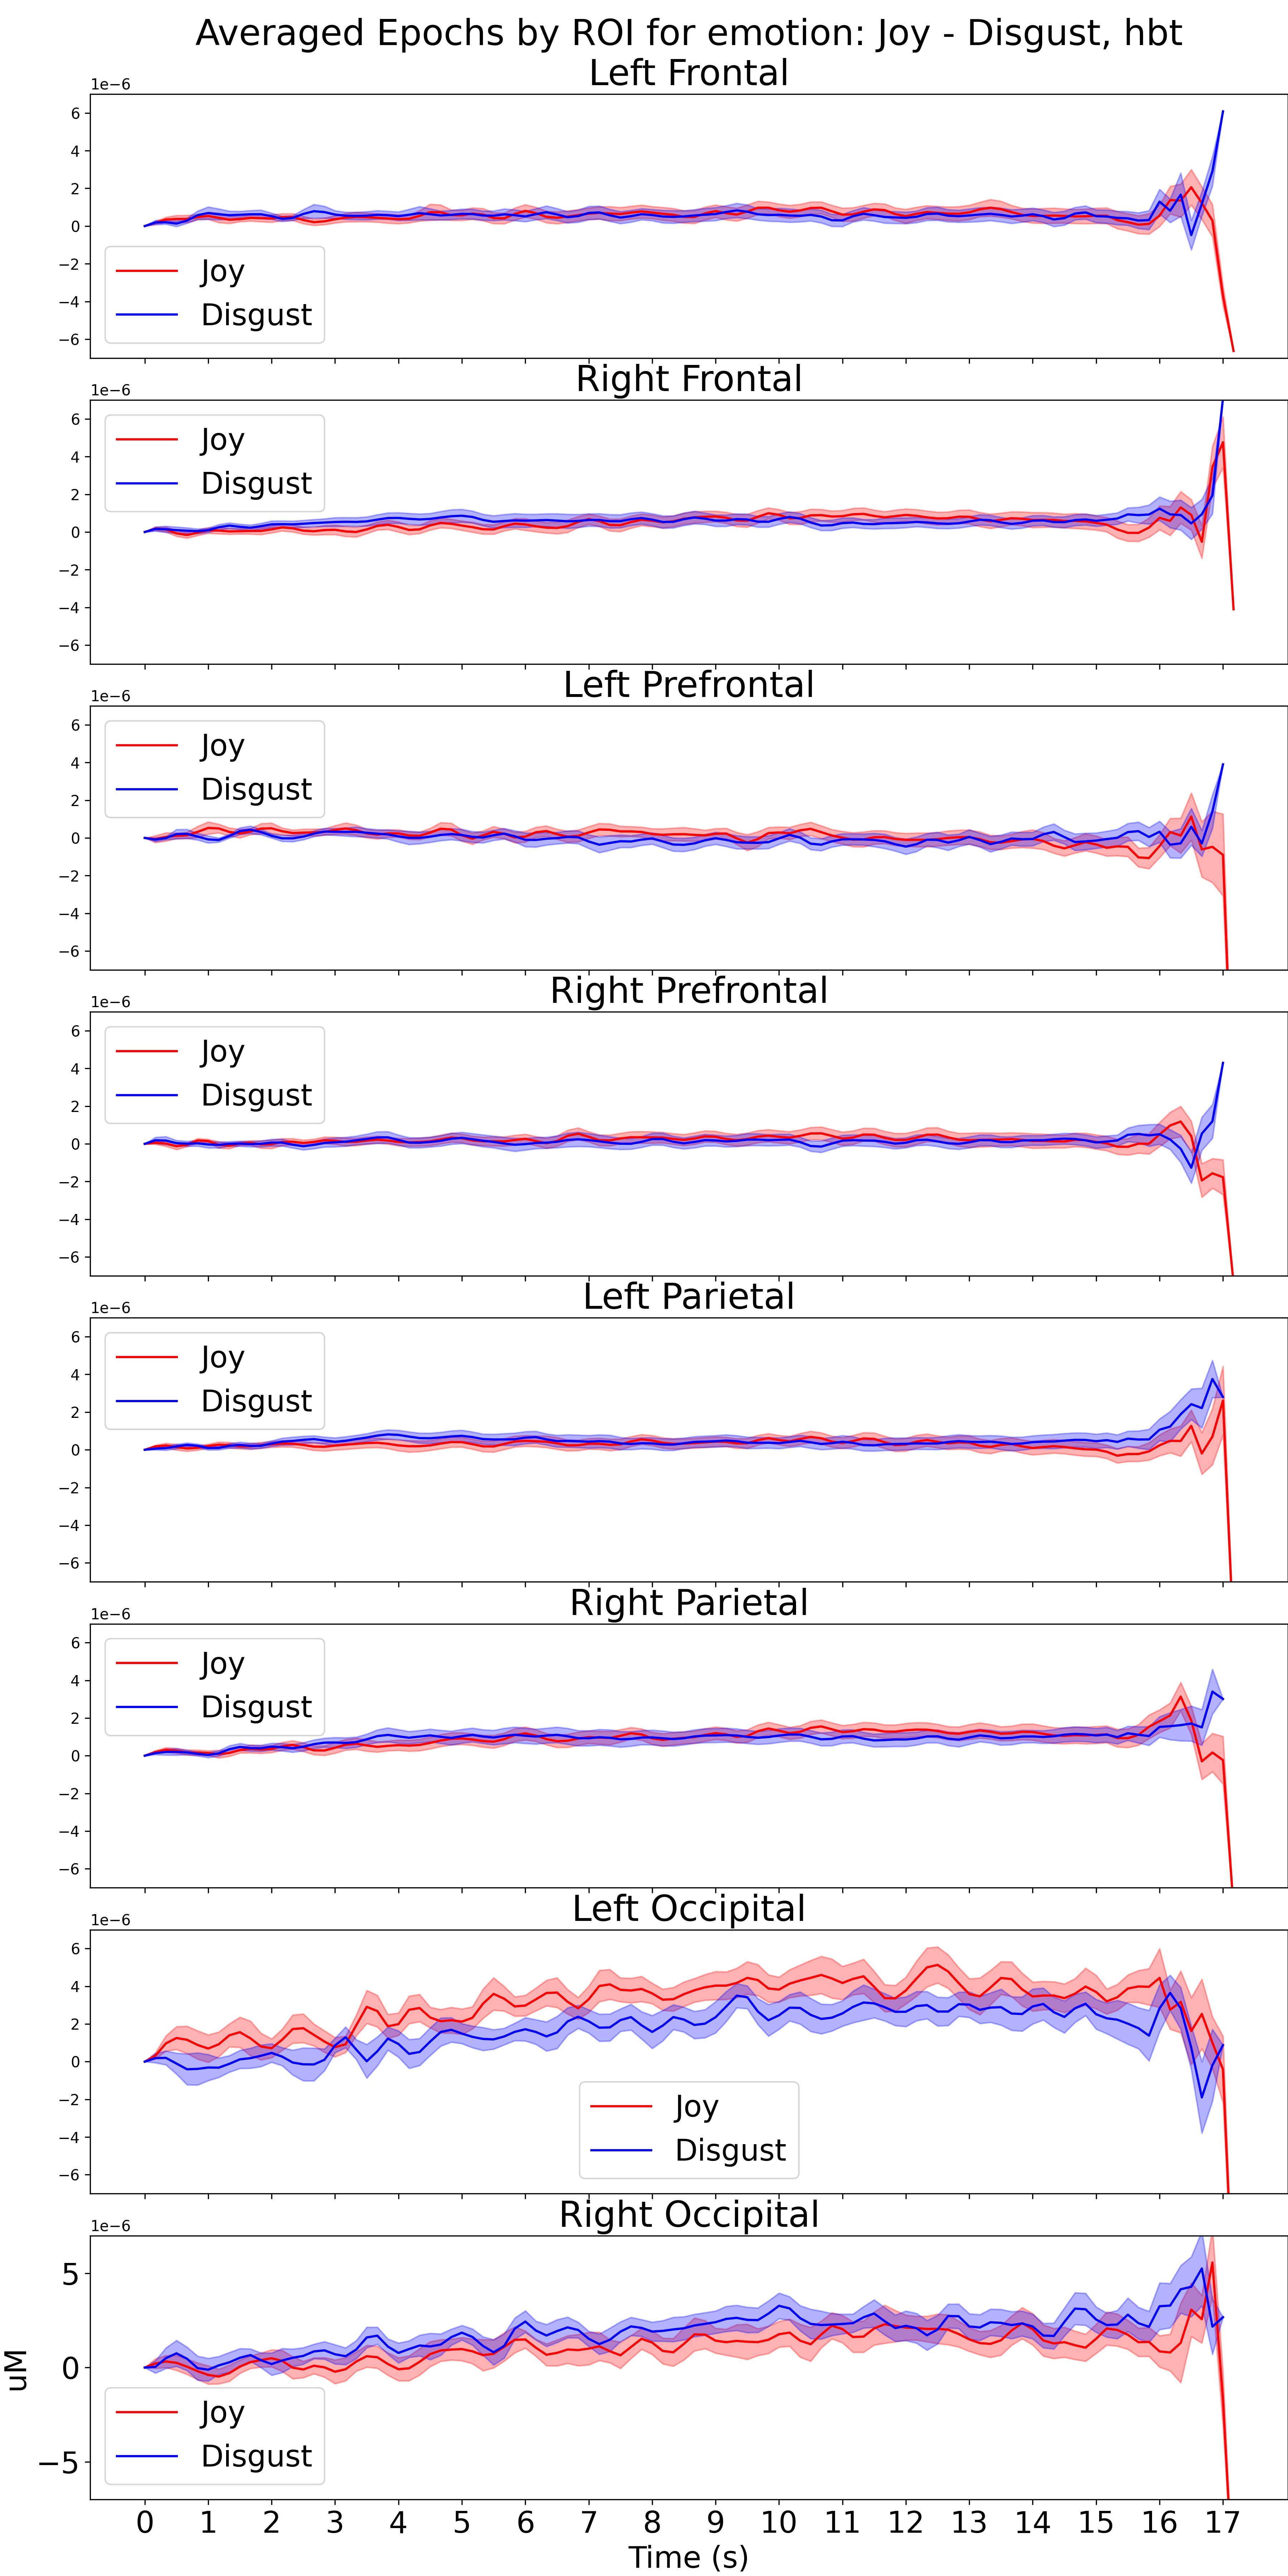 Averaged Epochs by ROI for emotion: Joy - Disgust, hbt
Left Frontal
1e−6
6
4
2
0
−2
−4
−6
Joy
Disgust
Right Frontal
1e−6
6
4
2
0
−2
−4
−6
Joy
Disgust
Left Prefrontal
1e−6
6
4
2
0
−2
−4
−6
Joy
Disgust
Right Prefrontal
1e−6
6
4
2
0
−2
−4
−6
Joy
Disgust
Left Parietal
1e−6
6
4
2
0
−2
−4
−6
Joy
Disgust
Right Parietal
1e−6
6
4
2
0
−2
−4
−6
Joy
Disgust
Left Occipital
1e−6
6
4
2
0
−2
−4
−6
Joy
Disgust
Right Occipital
1e−6
5
0
−5
uM
Joy
Disgust
0 1 2 3 4 5 6 7 8 9 10 11 12 13 14 15 16 17
Time (s)